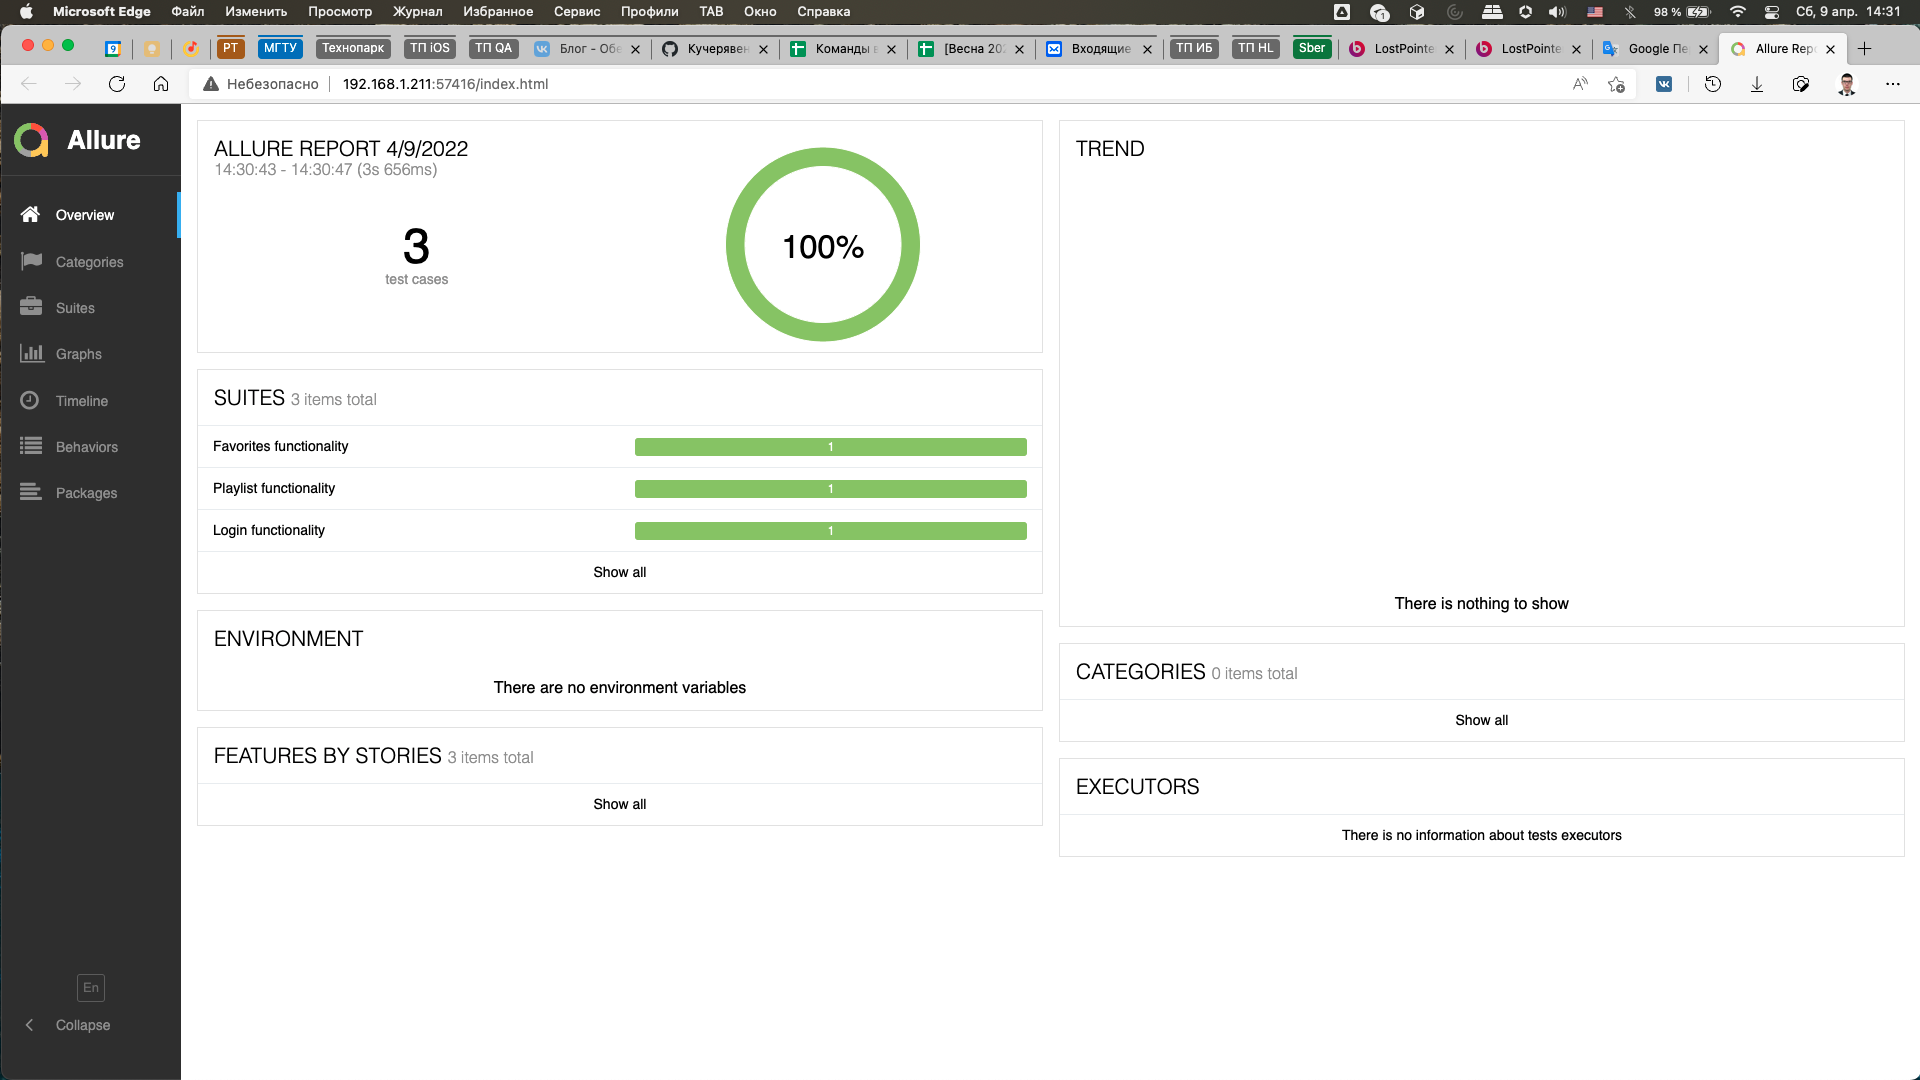 Microsoft Edge Файл Изменить Просмотр Журнал Избранное Сервис Профили TAB Окно Справка 98 % Сб, 9 апр. 14:31
9 PT МГТУ Технопарк ТП iOS ТП QA Блог - Обе Кучерявен Команды в [Весна 202 Входящие ТП ИБ ТП HL Sber LostPointe LostPointe Google Пе Allure Repo
Небезопасно 192.168.1.211:57416/index.html
Allure
Overview
Categories
Suites
Graphs
Timeline
Behaviors
Packages
En
Collapse
ALLURE REPORT 4/9/2022
14:30:43 - 14:30:47 (3s 656ms)
3
test cases
100%
SUITES 3 items total
Favorites functionality 1
Playlist functionality 1
Login functionality 1
Show all
ENVIRONMENT
There are no environment variables
FEATURES BY STORIES 3 items total
Show all
TREND
There is nothing to show
CATEGORIES 0 items total
Show all
EXECUTORS
There is no information about tests executors